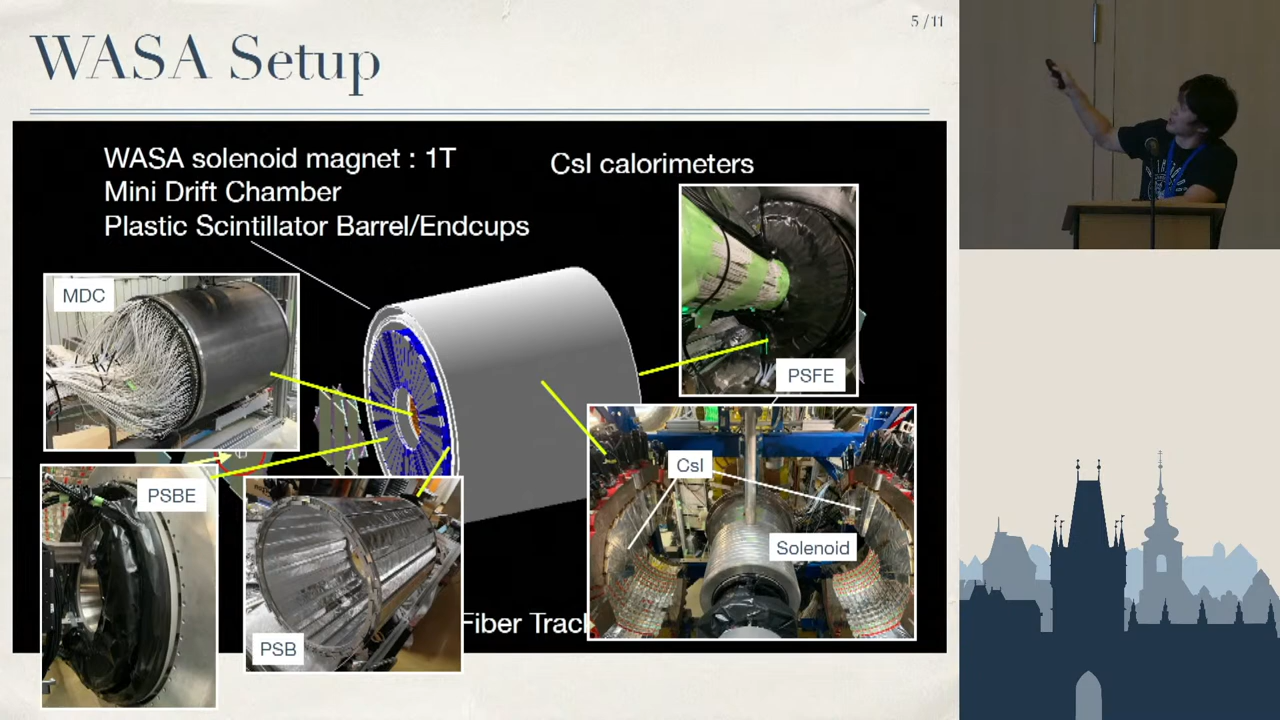 WASA Setup
5 / 11
WASA solenoid magnet : 1T
Mini Drift Chamber
Plastic Scintillator Barrel/Endcups
CsI calorimeters
MDC
PSFE
CsI
PSBE
Solenoid
Fiber Track
PSB